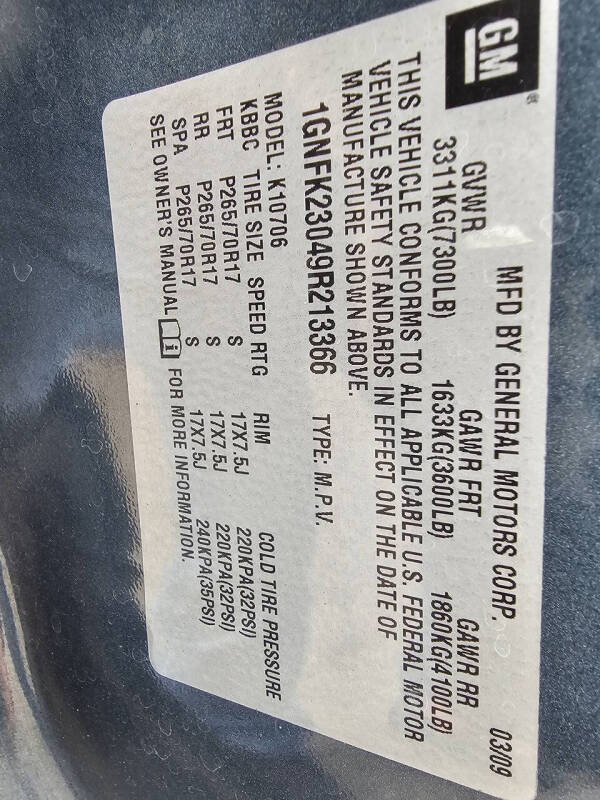 GM
MFD BY GENERAL MOTORS CORP. 03/09
GVWR GAWR FRT GAWR RR
3311KG(7300LB) 1633KG(3600LB) 1860KG(4100LB)
THIS VEHICLE CONFORMS TO ALL APPLICABLE U.S. FEDERAL MOTOR
VEHICLE SAFETY STANDARDS IN EFFECT ON THE DATE OF
MANUFACTURE SHOWN ABOVE.
1GNFK23049R213366 TYPE: M.P.V.
MODEL: K10706
KBBC TIRE SIZE SPEED RTG RIM COLD TIRE PRESSURE
FRT P265/70R17 S 17X7.5J 220KPA(32PSI)
RR P265/70R17 S 17X7.5J 220KPA(32PSI)
SPA P265/70R17 S 17X7.5J 240KPA(35PSI)
SEE OWNER'S MANUAL i FOR MORE INFORMATION.